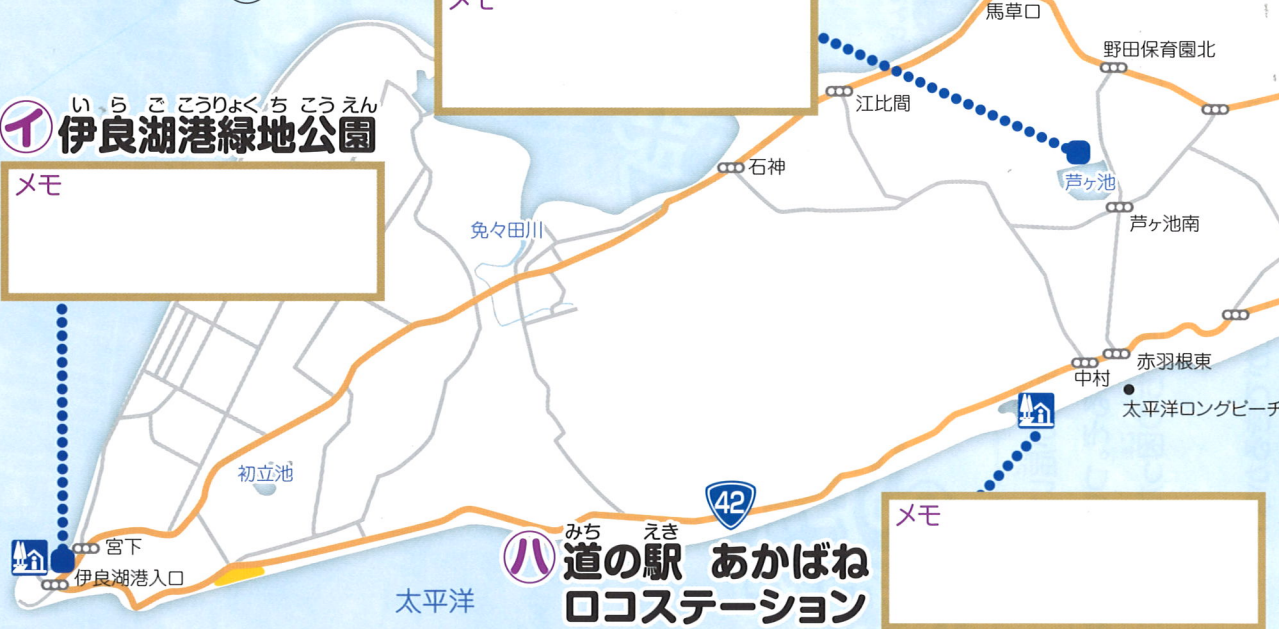 メモ
馬草口
野田保育園北
江比間
いらごこうりょくちこうえん
イ 伊良湖港緑地公園
メモ
石神
芦ヶ池
芦ヶ池南
免々田川
赤羽根東
中村
太平洋ロングビーチ
初立池
42
メモ
宮下
伊良湖港入口
みち えき
ハ 道の駅 あかばね
ロコステーション
太平洋